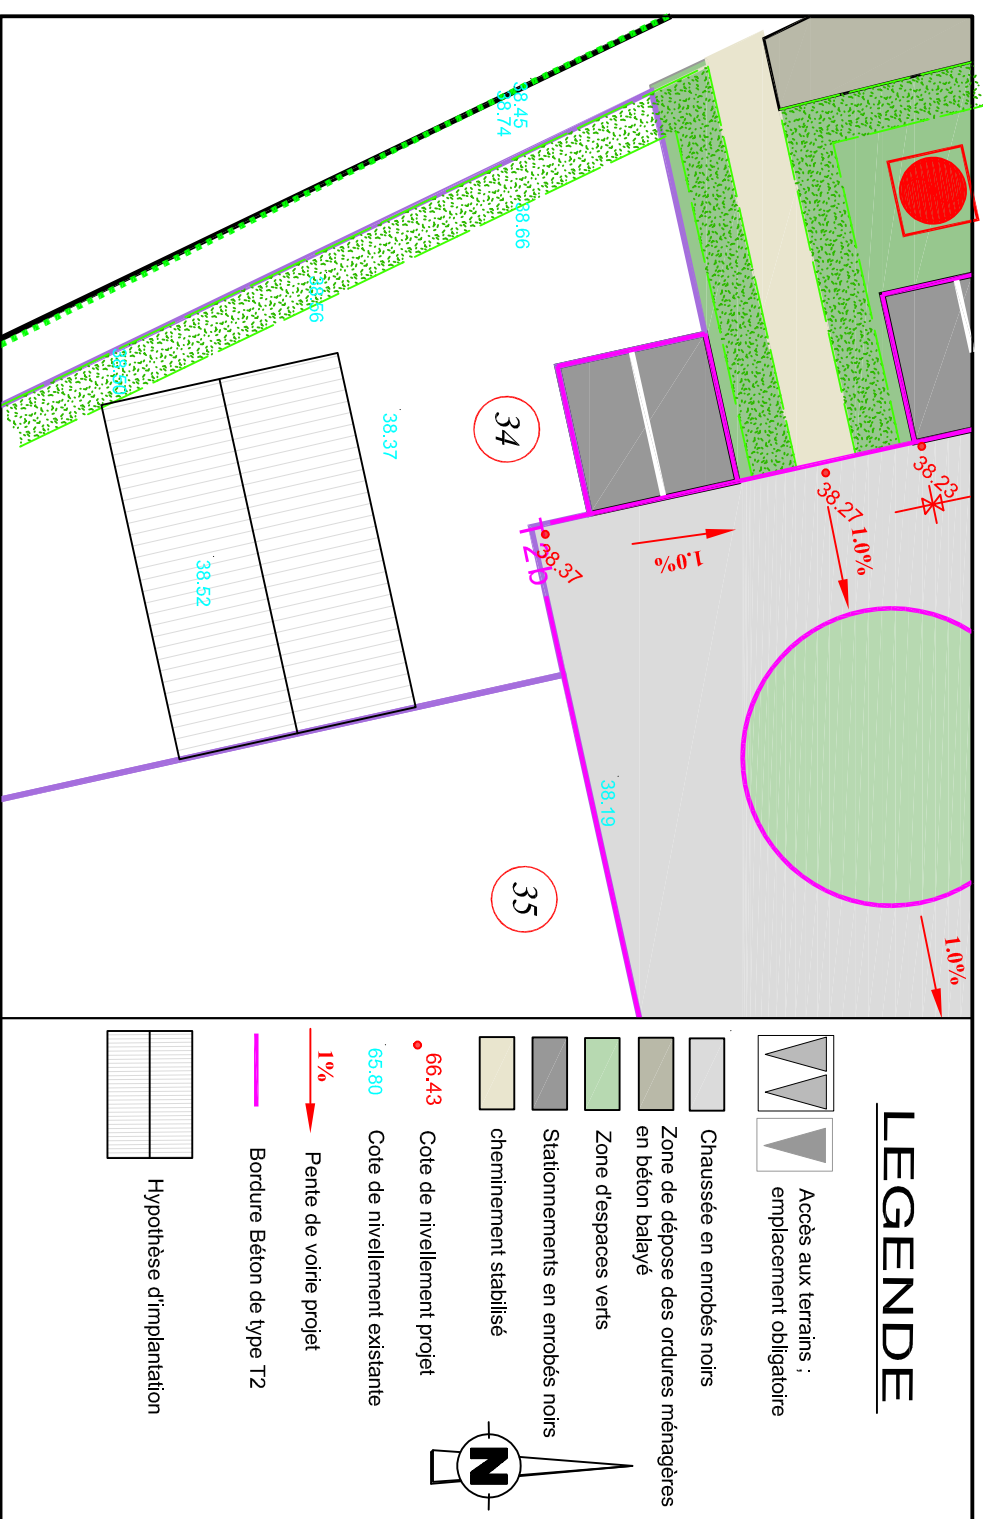 38.45
38.74
38.66
38.56
38.37
38.52
34
38.23
38.27
1.0%
1.0%
38.37
T2b
38.19
35
1.0%
LEGENDE
Accès aux terrains ;
emplacement obligatoire
Chaussée en enrobés noirs
Zone de dépose des ordures ménagères
en béton balayé
Zone d'espaces verts
Stationnements en enrobés noirs
cheminement stabilisé
66.43
Cote de nivellement projet
65.80
Cote de nivellement existante
1%
Pente de voirie projet
Bordure Béton de type T2
Hypothèse d'implantation
N